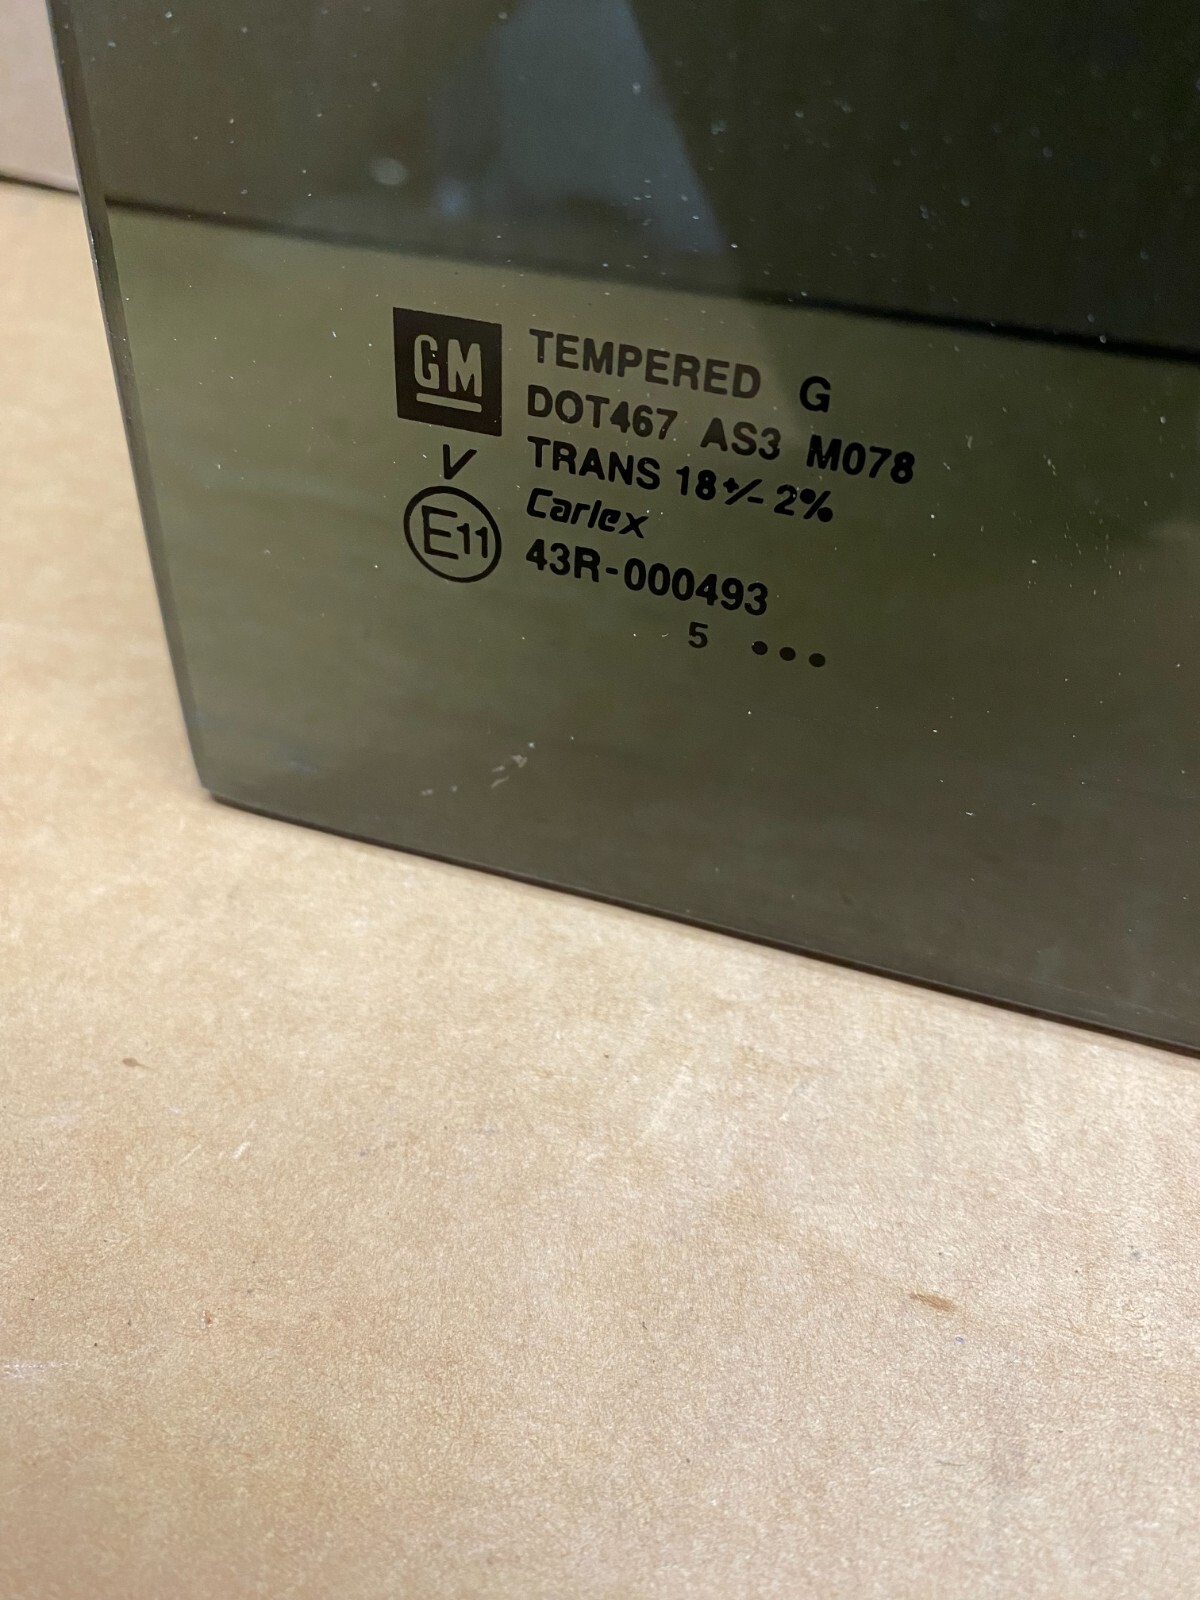 GM TEMPERED G
DOT467 AS3 M078
V TRANS 18+/-2%
Carlex
E11 43R-000493
5 •••